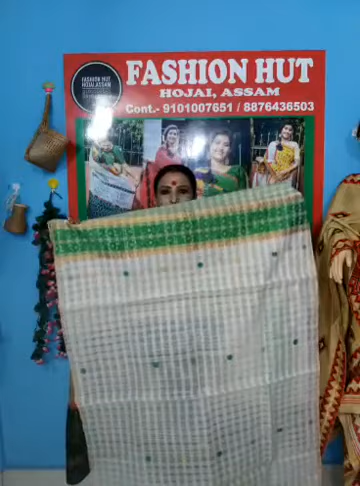 FASHION HUT
HOJAI, ASSAM
FASHION HUT
HOJAI, ASSAM
Cont.- 9101007651 / 8876436503